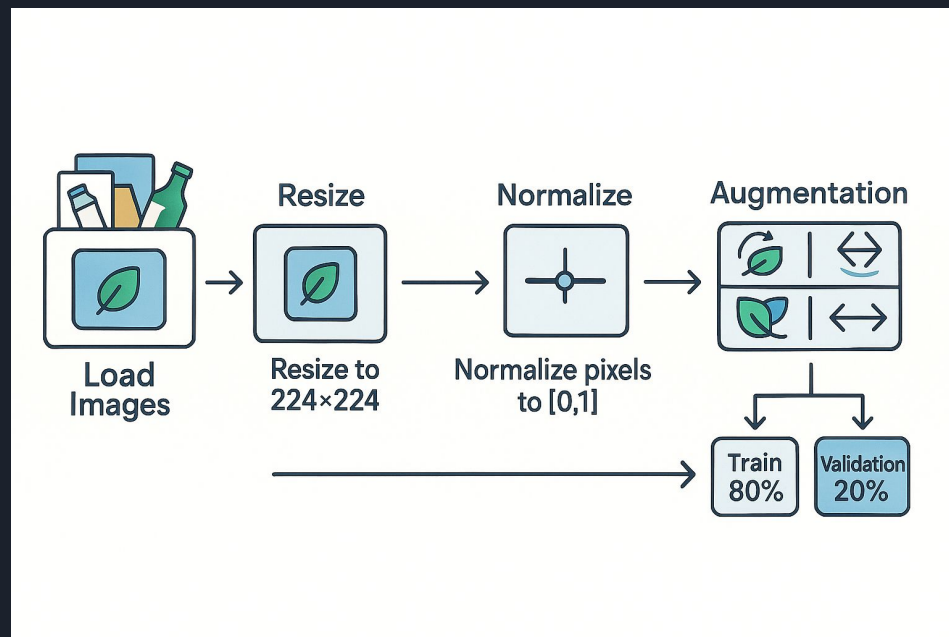 Load
Images
Resize
Resize to
224×224
Normalize
Normalize pixels
to [0,1]
Augmentation
Train
80%
Validation
20%